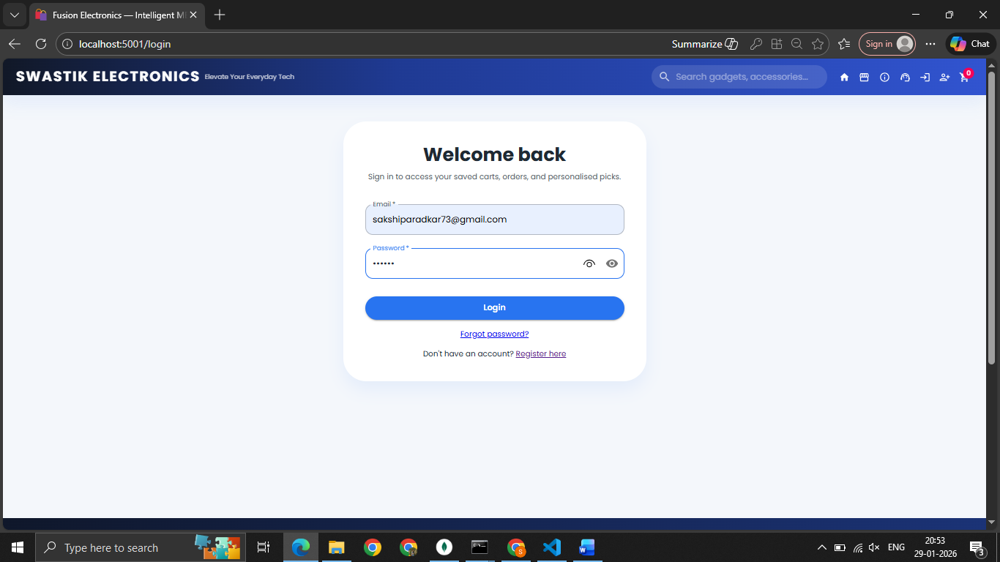 Fusion Electronics — Intelligent M
localhost:5001/login
Summarize
Sign in
Chat
SWASTIK ELECTRONICS Elevate Your Everyday Tech
Search gadgets, accessories...
0
Welcome back
Sign in to access your saved carts, orders, and personalised picks.
Email *
sakshiparadkar73@gmail.com
Password *
••••••
Login
Forgot password?
Don't have an account? Register here
Type here to search
S
W
ENG
20:53
29-01-2026
3